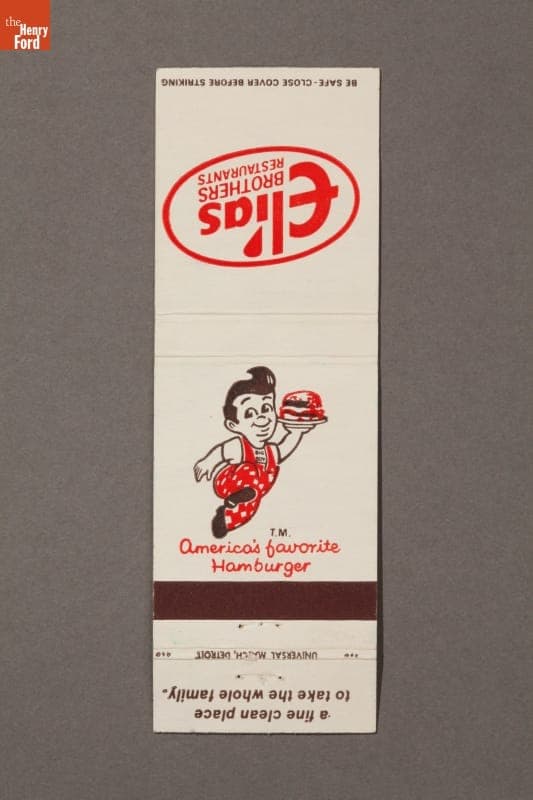 the
Henry
Ford
BE SAFE - CLOSE COVER BEFORE STRIKING
Elias
BROTHERS
RESTAURANTS
T.M.
America's favorite
Hamburger
UNIVERSAL MATCH, DETROIT
a fine clean place
to take the whole family.